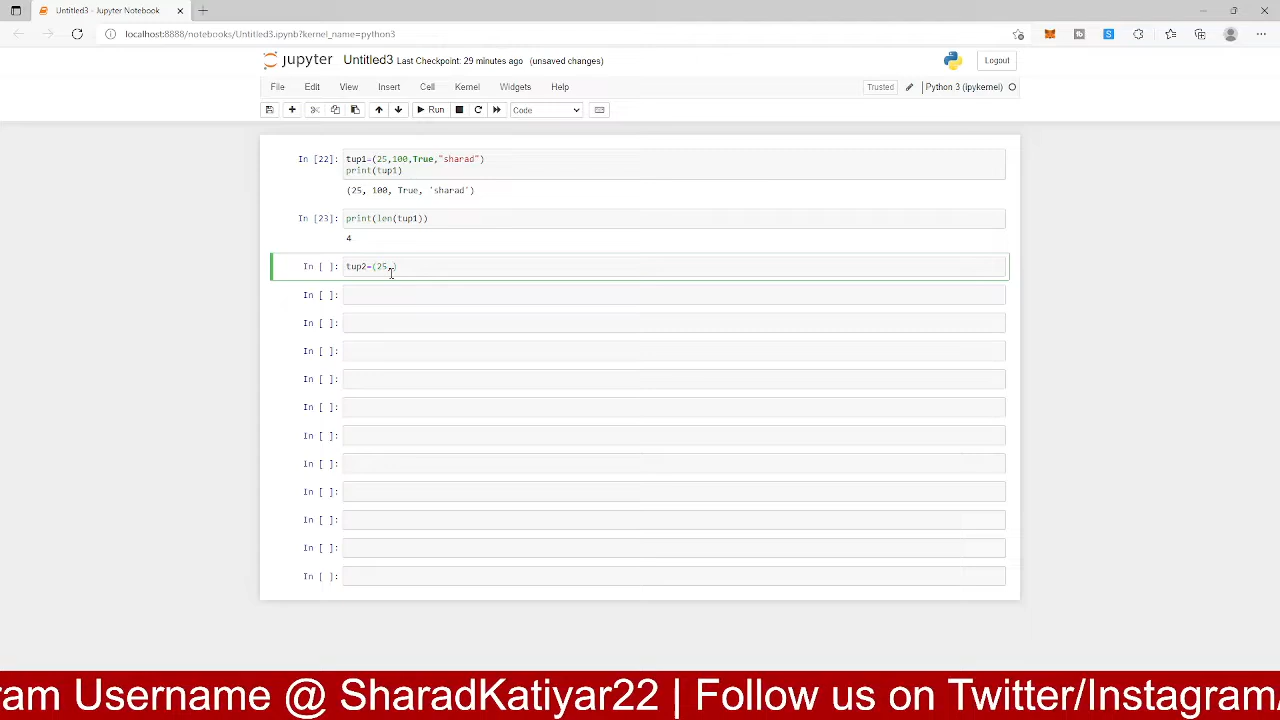 Untitled3 - Jupyter Notebook
localhost:8888/notebooks/Untitled3.ipynb?kernel_name=python3
jupyter Untitled3 Last Checkpoint: 29 minutes ago (unsaved changes) Logout
File Edit View Insert Cell Kernel Widgets Help Trusted Python 3 (ipykernel)
Run Code
In [22]: tup1=(25,100,True,"sharad")
print(tup1)
(25, 100, True, 'sharad')
In [23]: print(len(tup1))
4
In [ ]: tup2=(25,)
In [ ]:
In [ ]:
In [ ]:
In [ ]:
In [ ]:
In [ ]:
In [ ]:
In [ ]:
In [ ]:
In [ ]:
In [ ]:
ram Username @ SharadKatiyar22 | Follow us on Twitter/Instagram/